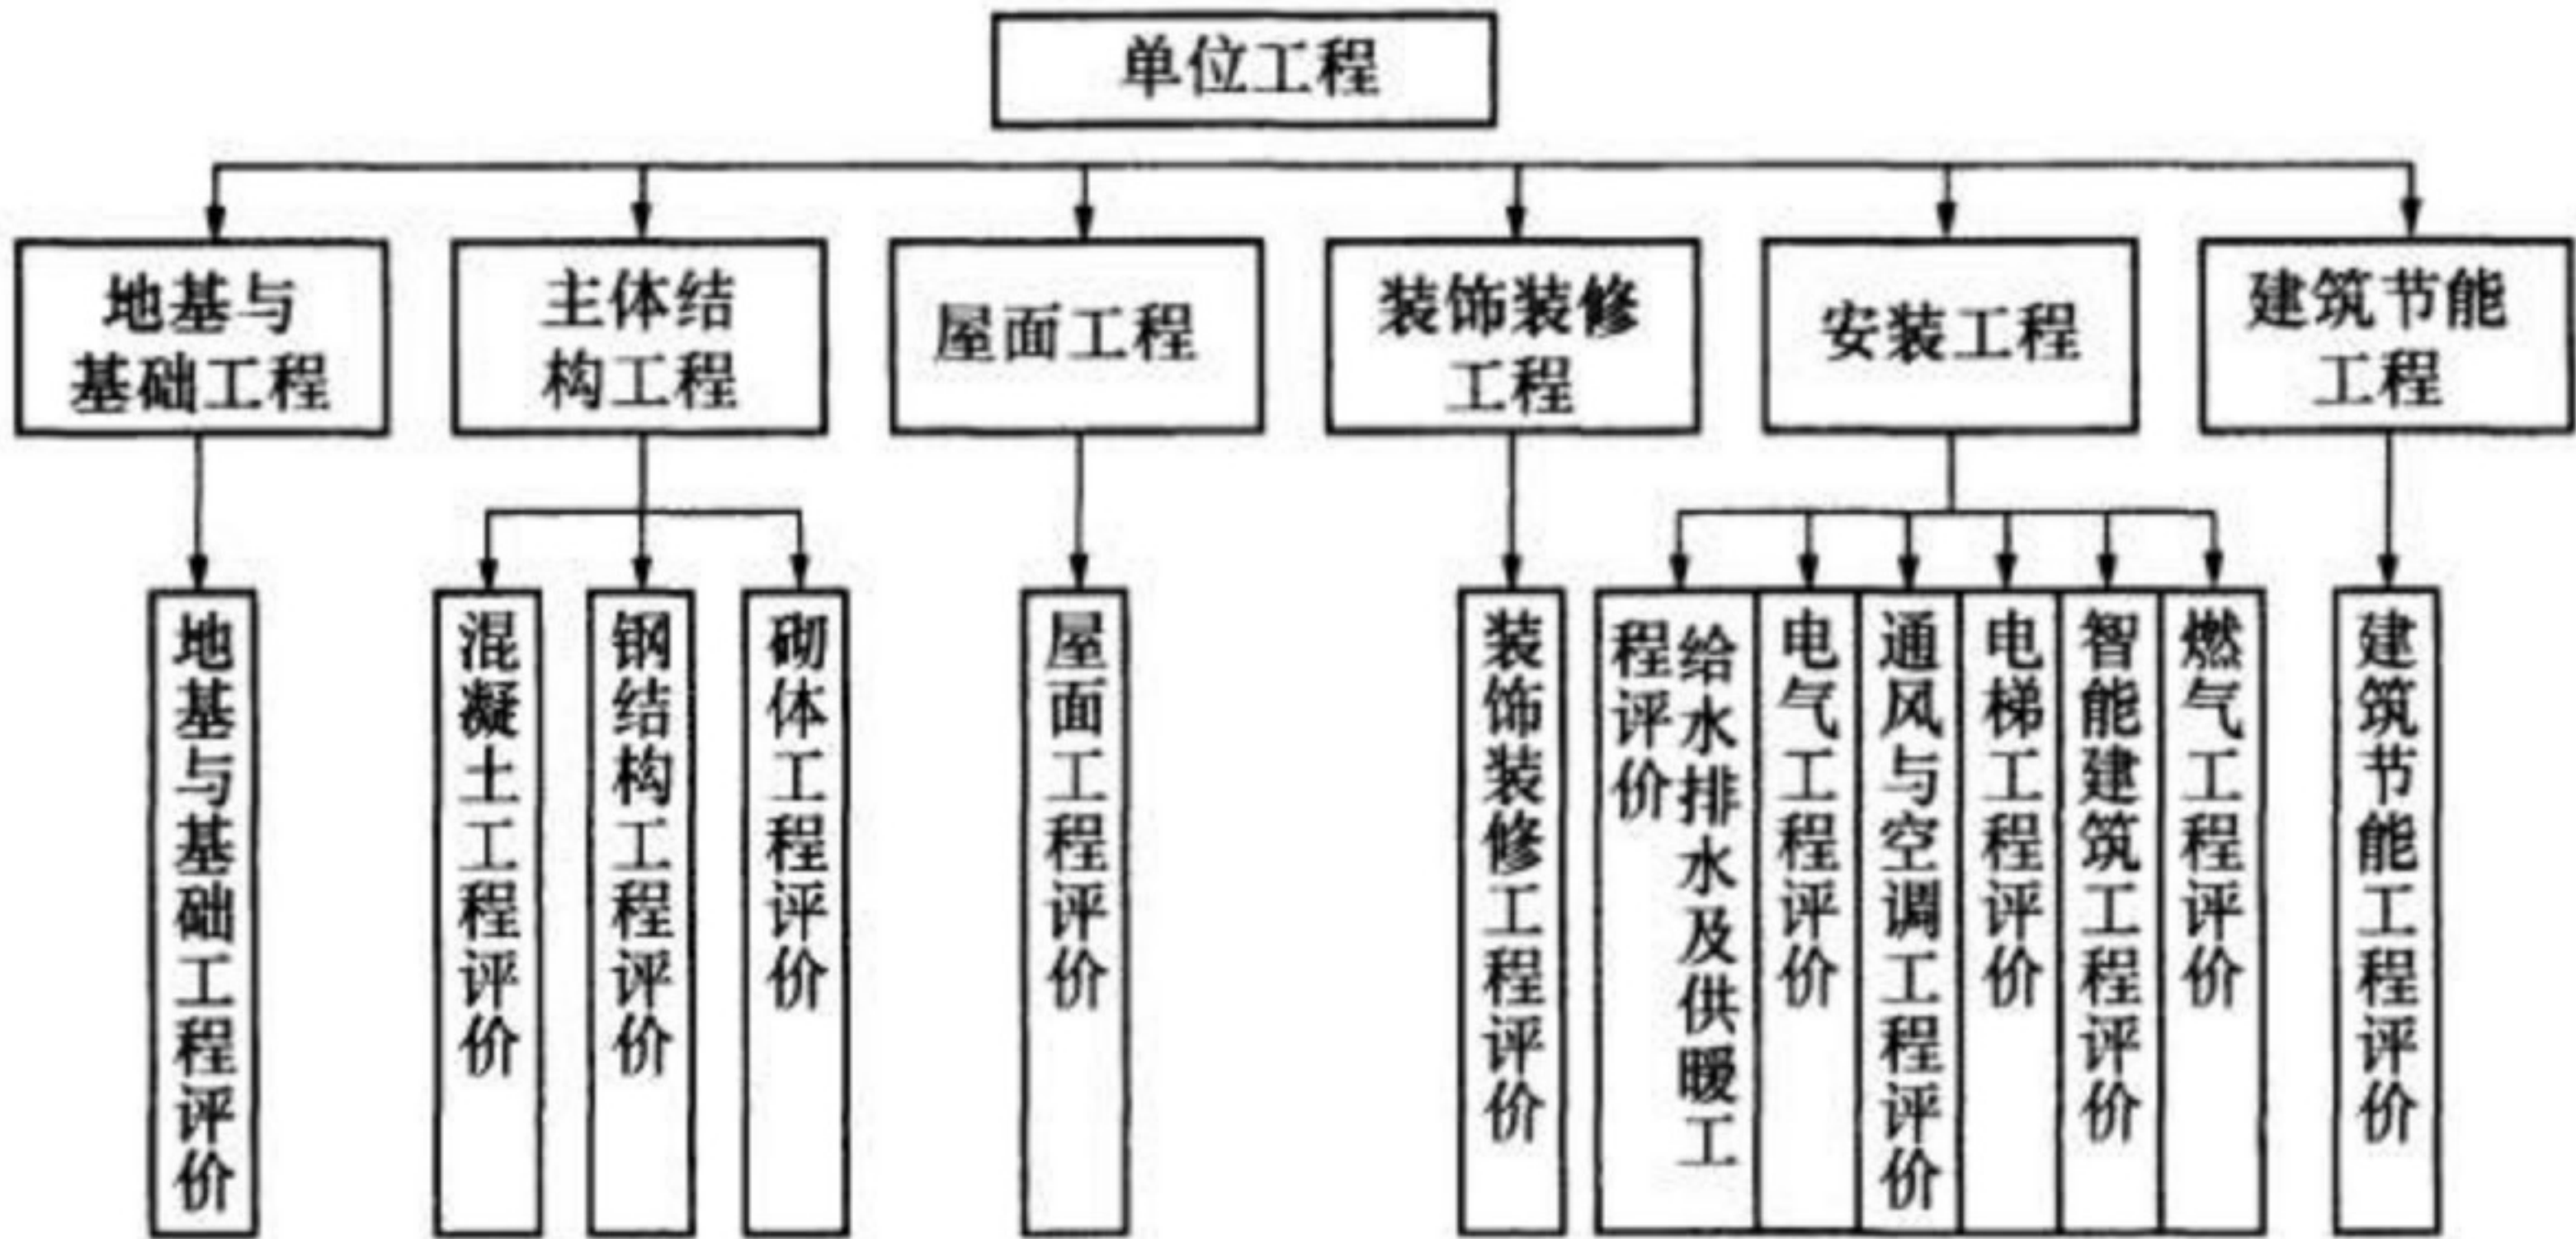 单位工程
地基与
基础工程
主体结
构工程
屋面工程
装饰装修
工程
安装工程
建筑节能
工程
地基与基础工程评价
混凝土工程评价
钢结构工程评价
砌体工程评价
屋面工程评价
装饰装修工程评价
给水排水及供暖工
程评价
电气工程评价
通风与空调工程评价
电梯工程评价
智能建筑工程评价
燃气工程评价
建筑节能工程评价